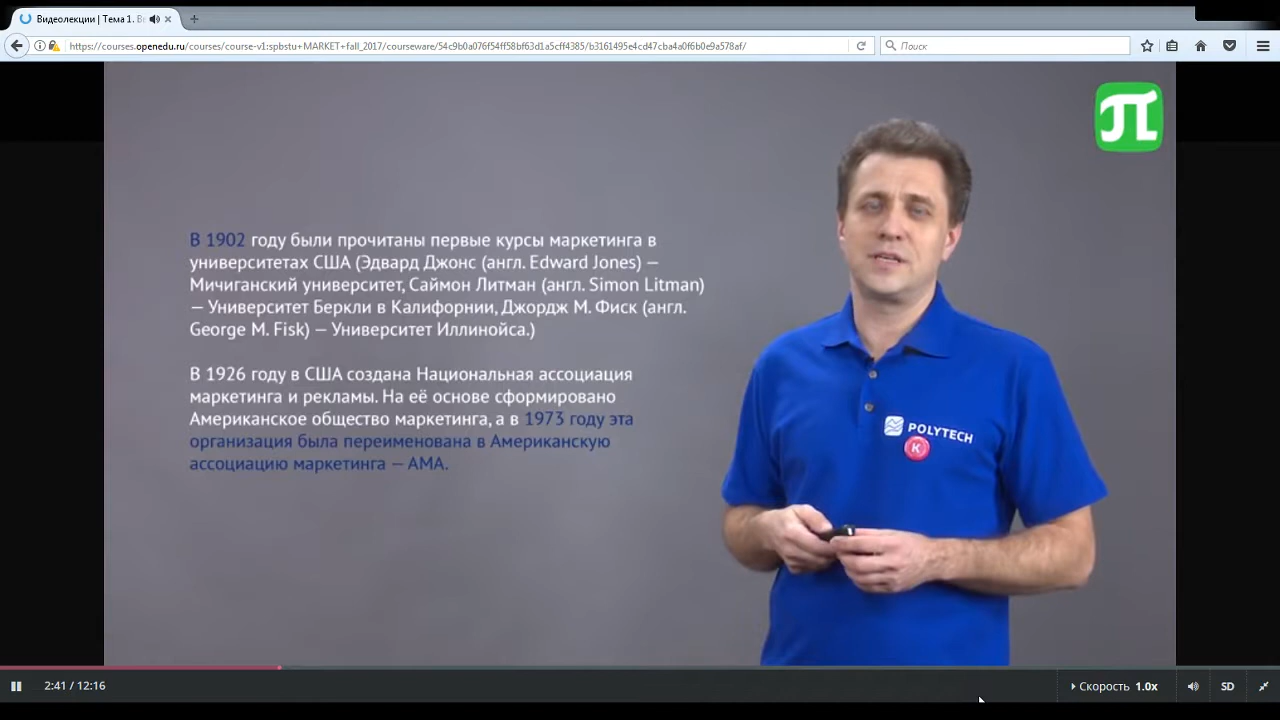 Видеолекции | Тема 1.
https://courses.openedu.ru/courses/course-v1:spbstu+MARKET+fall_2017/courseware/54c9b0a076f54ff58bf63d1a5cff4385/b3161495e4cd47cba4a0f6b0e9a578af/
Поиск
π
В 1902 году были прочитаны первые курсы маркетинга в
университетах США (Эдвард Джонс (англ. Edward Jones) —
Мичиганский университет, Саймон Литман (англ. Simon Litman)
— Университет Беркли в Калифорнии, Джордж М. Фиск (англ.
George M. Fisk) — Университет Иллинойса.)
В 1926 году в США создана Национальная ассоциация
маркетинга и рекламы. На её основе сформировано
Американское общество маркетинга, а в 1973 году эта
организация была переименована в Американскую
ассоциацию маркетинга — АМА.
POLYTECH
K
2:41 / 12:16
Скорость 1.0x
SD